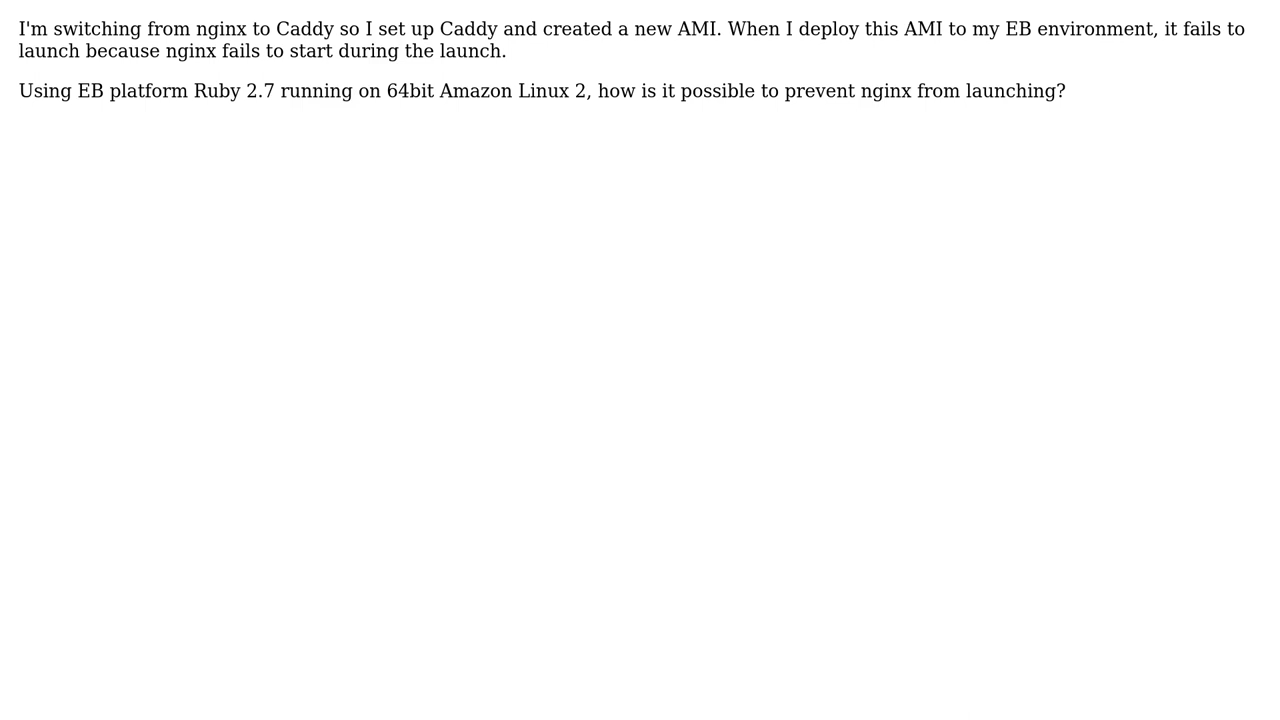 I'm switching from nginx to Caddy so I set up Caddy and created a new AMI. When I deploy this AMI to my EB environment, it fails to
launch because nginx fails to start during the launch.
Using EB platform Ruby 2.7 running on 64bit Amazon Linux 2, how is it possible to prevent nginx from launching?